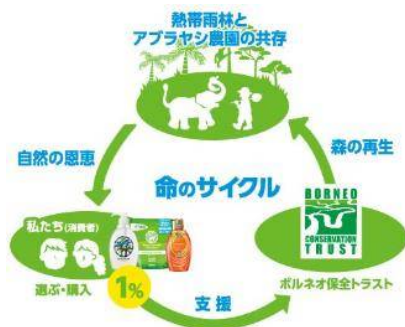 熱帯雨林と
アブラヤシ農園の共存
自然の恩恵
森の再生
命のサイクル
私たち(消費者)
BORNEO
CONSERVATION
TRUST
1%
選ぶ・購入
支援
ボルネオ保全トラスト